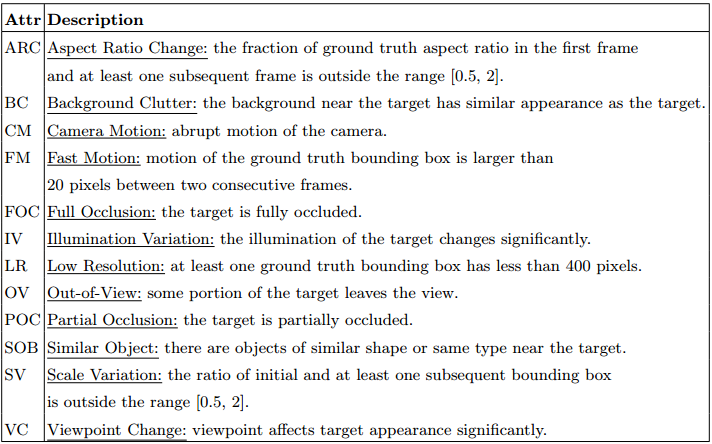 Attr Description
ARC Aspect Ratio Change: the fraction of ground truth aspect ratio in the first frame
and at least one subsequent frame is outside the range [0.5, 2].
BC Background Clutter: the background near the target has similar appearance as the target.
CM Camera Motion: abrupt motion of the camera.
FM Fast Motion: motion of the ground truth bounding box is larger than
20 pixels between two consecutive frames.
FOC Full Occlusion: the target is fully occluded.
IV Illumination Variation: the illumination of the target changes significantly.
LR Low Resolution: at least one ground truth bounding box has less than 400 pixels.
OV Out-of-View: some portion of the target leaves the view.
POC Partial Occlusion: the target is partially occluded.
SOB Similar Object: there are objects of similar shape or same type near the target.
SV Scale Variation: the ratio of initial and at least one subsequent bounding box
is outside the range [0.5, 2].
VC Viewpoint Change: viewpoint affects target appearance significantly.